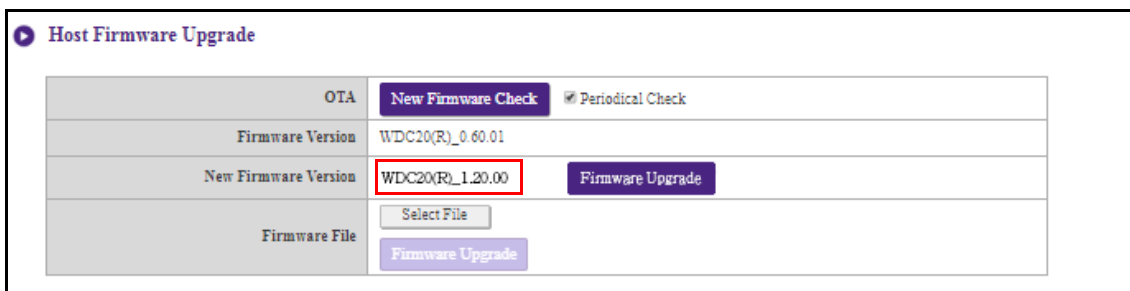 Host Firmware Upgrade
OTA New Firmware Check Periodical Check
Firmware Version WDC20(R)_0.60.01
New Firmware Version WDC20(R)_1.20.00 Firmware Upgrade
Select File
Firmware File
Firmware Upgrade